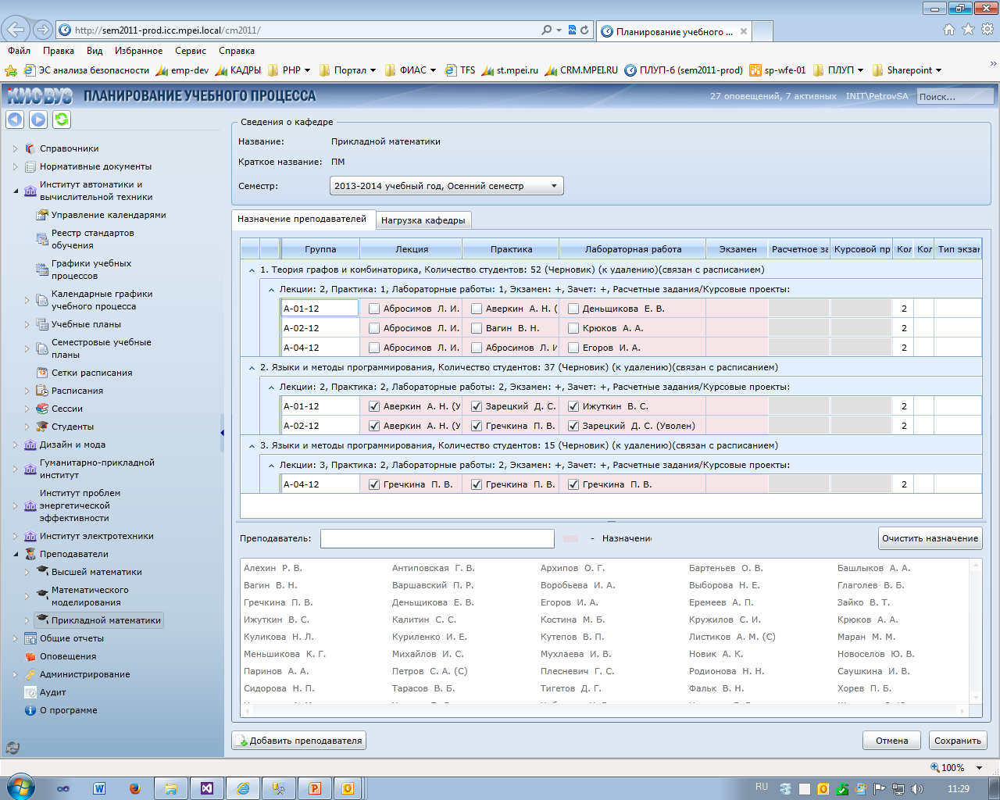 http://sem2011-prod.icc.mpei.local/cm2011/
Планирование учебного ...
Файл Правка Вид Избранное Сервис Справка
ЭС анализа безопасности emp-dev КАДРЫ PHP Портал ФИАС TFS st.mpei.ru CRM.MPEI.RU ПЛУП-6 (sem2011-prod) sp-wfe-01 ПЛУП Sharepoint
КИС ВУЗ ПЛАНИРОВАНИЕ УЧЕБНОГО ПРОЦЕССА
27 оповещений, 7 активных INIT\PetrovSA Поиск...
Справочники
Нормативные документы
Институт автоматики и
вычислительной техники
Управление календарями
Реестр стандартов
обучения
Графики учебных
процессов
Календарные графики
учебного процесса
Учебные планы
Семестровые учебные
планы
Сетки расписания
Расписания
Сессии
Студенты
Дизайн и мода
Гуманитарно-прикладной
институт
Институт проблем
энергетической
эффективности
Институт электротехники
Преподаватели
Высшей математики
Математического
моделирования
Прикладной математики
Общие отчеты
Оповещения
Администрирование
Аудит
О программе
Сведения о кафедре
Название: Прикладной математики
Краткое название: ПМ
Семестр: 2013-2014 учебный год, Осенний семестр
Назначение преподавателей Нагрузка кафедры
Группа Лекция Практика Лабораторная работа Экзамен Расчетное за Курсовой пр Кол Кол Тип экзам
1. Теория графов и комбинаторика, Количество студентов: 52 (Черновик) (к удалению)(связан с расписанием)
Лекции: 2, Практика: 1, Лабораторные работы: 1, Экзамен: +, Зачет: +, Расчетные задания/Курсовые проекты:
А-01-12 Абросимов Л. И. Аверкин А. Н. ( Деньщикова Е. В. 2
А-02-12 Абросимов Л. И. Вагин В. Н. Крюков А. А. 2
А-04-12 Абросимов Л. И. Абросимов Л. И Егоров И. А. 2
2. Языки и методы программирования, Количество студентов: 37 (Черновик) (к удалению)(связан с расписанием)
Лекции: 2, Практика: 2, Лабораторные работы: 2, Экзамен: +, Зачет: +, Расчетные задания/Курсовые проекты:
А-01-12 Аверкин А. Н. (У Зарецкий Д. С. Ижуткин В. С. 2
А-02-12 Аверкин А. Н. (У Гречкина П. В. Зарецкий Д. С. (Уволен) 2
3. Языки и методы программирования, Количество студентов: 15 (Черновик) (к удалению)(связан с расписанием)
Лекции: 3, Практика: 2, Лабораторные работы: 2, Экзамен: +, Зачет: +, Расчетные задания/Курсовые проекты:
А-04-12 Гречкина П. В. Гречкина П. В. Гречкина П. В. 2
Преподаватель: - Назначени Очистить назначение
Алехин Р. В. Антиповская Г. В. Архипов О. Г. Бартеньев О. В. Башлыков А. А.
Вагин В. Н. Варшавский П. Р. Воробьева И. А. Выборова Н. Е. Глаголев В. Б.
Гречкина П. В. Деньщикова Е. В. Егоров И. А. Еремеев А. П. Зайко В. Т.
Ижуткин В. С. Калитин С. С. Костина М. Б. Кружилов С. И. Крюков А. А.
Куликова Н. Л. Куриленко И. Е. Кутепов В. П. Листиков А. М. (С) Маран М. М.
Меньшикова К. Г. Михайлов И. С. Мухлаева И. В. Новик А. К. Новоселов Ю. В.
Паринов А. А. Петров С. А. (С) Плесневич Г. С. Родионова Н. Н. Саушкина И. В.
Сидорова Н. П. Тарасов В. Б. Тигетов Д. Г. Фальк В. Н. Хорев П. Б.
Добавить преподавателя Отмена Сохранить
100%
RU 11:29